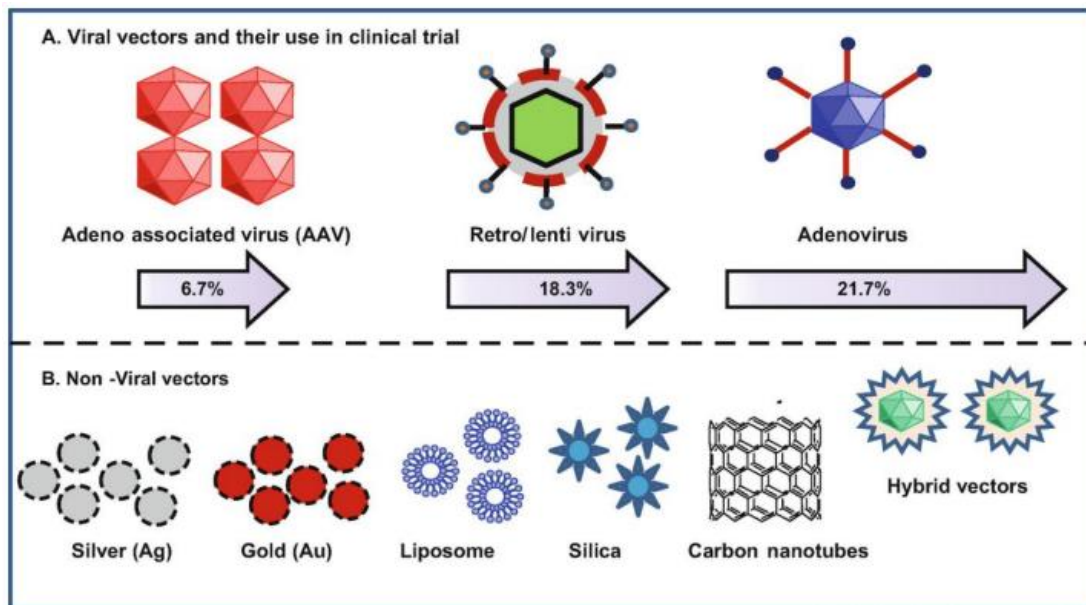 A. Viral vectors and their use in clinical trial
Adeno associated virus (AAV)
Retro/lenti virus
Adenovirus
6.7%
18.3%
21.7%
B. Non -Viral vectors
Hybrid vectors
Silver (Ag)
Gold (Au)
Liposome
Silica
Carbon nanotubes